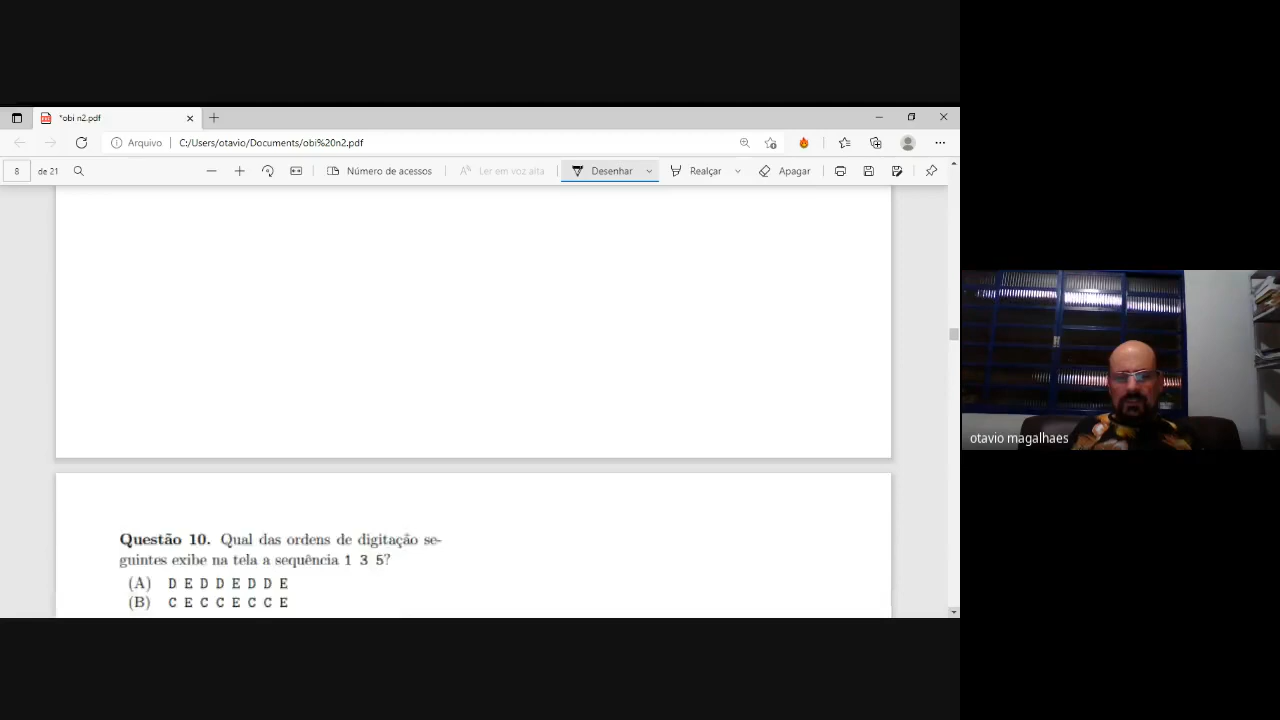 *obi n2.pdf
Arquivo C:/Users/otavio/Documents/obi%20n2.pdf
8 de 21 Número de acessos Ler em voz alta Desenhar Realçar Apagar
Questão 10. Qual das ordens de digitação se-
guintes exibe na tela a sequência 1 3 5?
(A) D E D D E D D E
(B) C E C C E C C E
otavio magalhaes